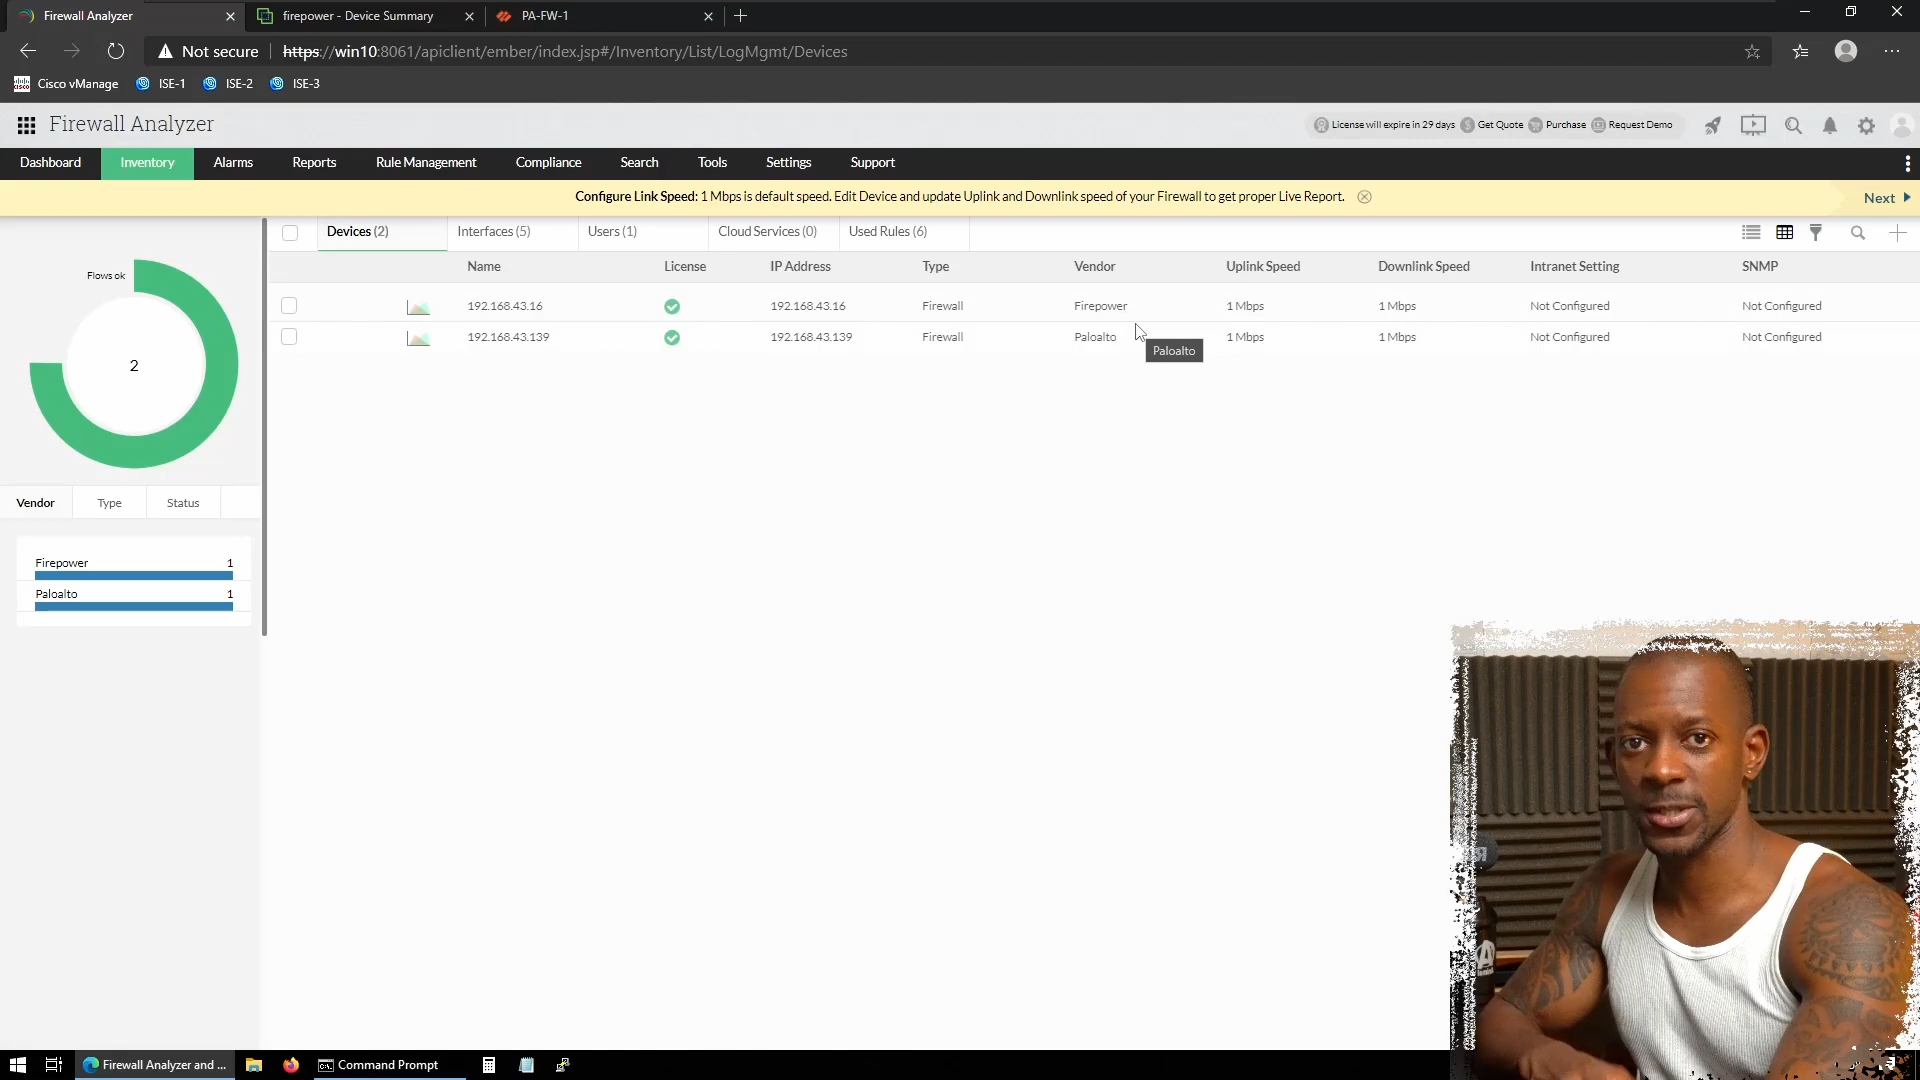 Firewall Analyzer
firepower - Device Summary
PA-FW-1
Not secure
https://win10:8061/apiclient/ember/index.jsp#/Inventory/List/LogMgmt/Devices
Cisco vManage
ISE-1
ISE-2
ISE-3
Firewall Analyzer
License will expire in 29 days
Get Quote
Purchase
Request Demo
Dashboard
Inventory
Alarms
Reports
Rule Management
Compliance
Search
Tools
Settings
Support
Configure Link Speed: 1 Mbps is default speed. Edit Device and update Uplink and Downlink speed of your Firewall to get proper Live Report.
Next
Devices (2)
Interfaces (5)
Users (1)
Cloud Services (0)
Used Rules (6)
Name License IP Address Type Vendor Uplink Speed Downlink Speed Intranet Setting SNMP
192.168.43.16 192.168.43.16 Firewall Firepower 1 Mbps 1 Mbps Not Configured Not Configured
192.168.43.139 192.168.43.139 Firewall Paloalto 1 Mbps 1 Mbps Not Configured Not Configured
Paloalto
Flows ok
2
Vendor
Type
Status
Firepower 1
Paloalto 1
Firewall Analyzer and ...
Command Prompt